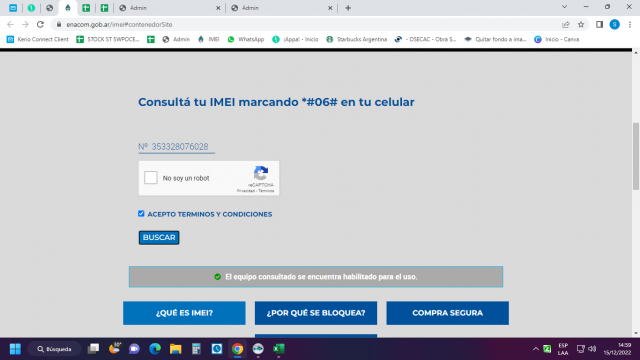 Admin
Admin
enacom.gob.ar/imei#contenedorSite
S
Kerio Connect Client
STOCK ST SWPOCE...
Admin
IMEI
WhatsApp
¡Appa! - Inicio
Starbucks Argentina
- OSECAC - Obra S...
Quitar fondo a ima...
Inicio - Canva
Consultá tu IMEI marcando *#06# en tu celular
Nº 353328076028
No soy un robot
reCAPTCHA
Privacidad - Términos
ACEPTO TERMINOS Y CONDICIONES
BUSCAR
El equipo consultado se encuentra habilitado para el uso.
¿QUÉ ES IMEI?
¿POR QUÉ SE BLOQUEA?
COMPRA SEGURA
Búsqueda
30°
ESP
LAA
14:59
15/12/2022